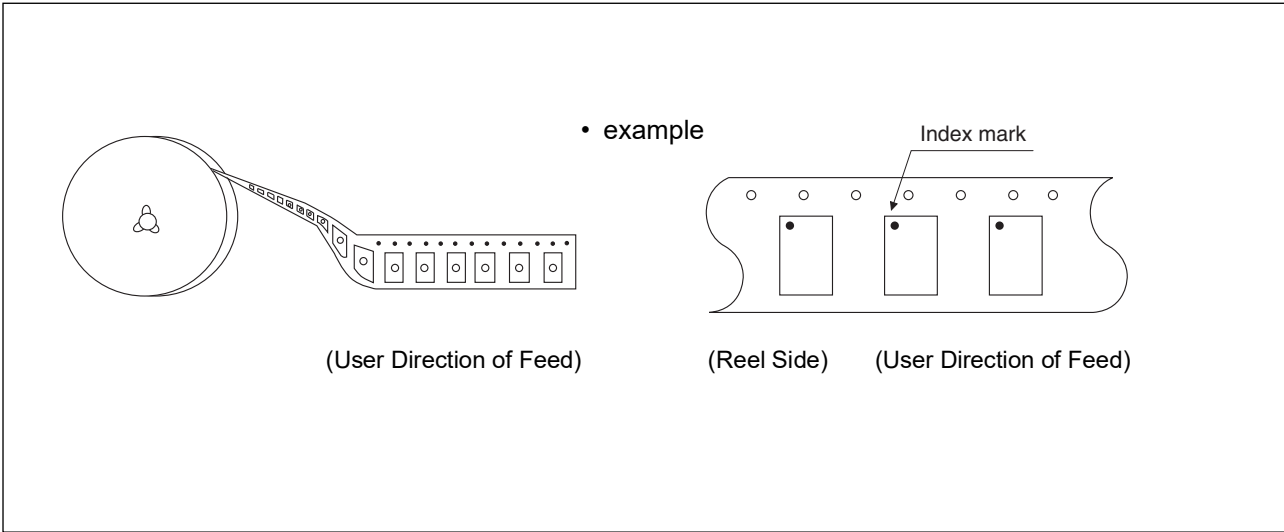 • example
Index mark
(User Direction of Feed)
(Reel Side)
(User Direction of Feed)